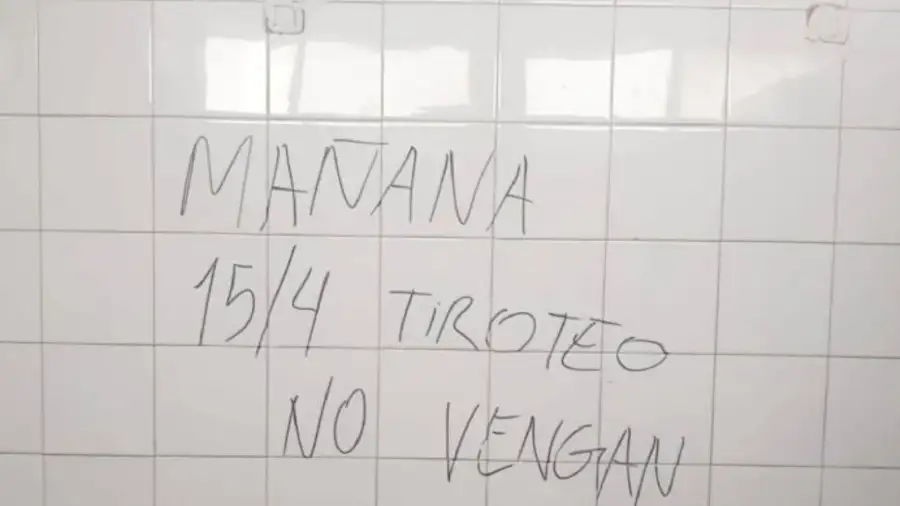 MAÑANA
15/4 TiROTEO
NO VENGAN